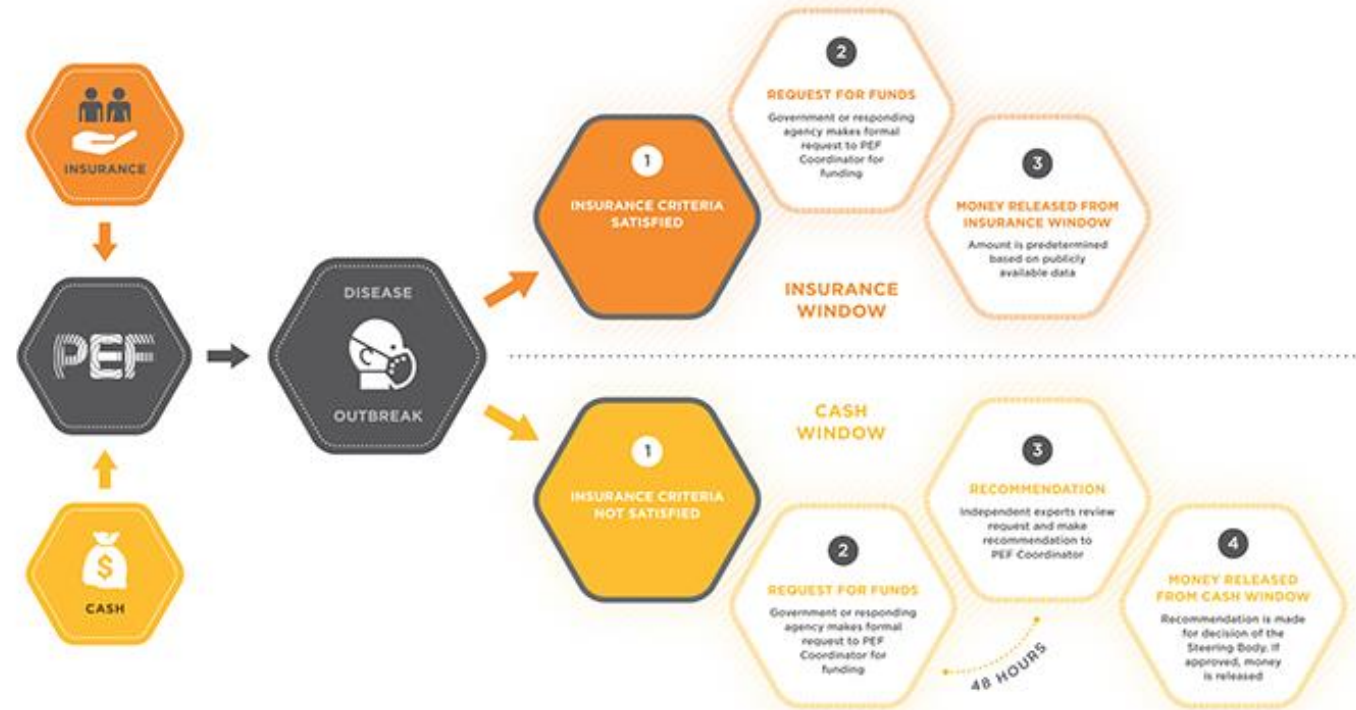 INSURANCE
PEF
$
CASH
DISEASE
OUTBREAK
1
INSURANCE CRITERIA
SATISFIED
2
REQUEST FOR FUNDS
Government or responding
agency makes formal
request to PEF
Coordinator for
funding
3
MONEY RELEASED FROM
INSURANCE WINDOW
Amount is predetermined
based on publicly
available data
INSURANCE
WINDOW
CASH
WINDOW
1
INSURANCE CRITERIA
NOT SATISFIED
2
REQUEST FOR FUNDS
Government or responding
agency makes formal
request to PEF
Coordinator for
funding
48 HOURS
3
RECOMMENDATION
Independent experts review
request and make
recommendation to
PEF Coordinator
4
MONEY RELEASED
FROM CASH WINDOW
Recommendation is made
for decision of the
Steering Body. If
approved, money
is released